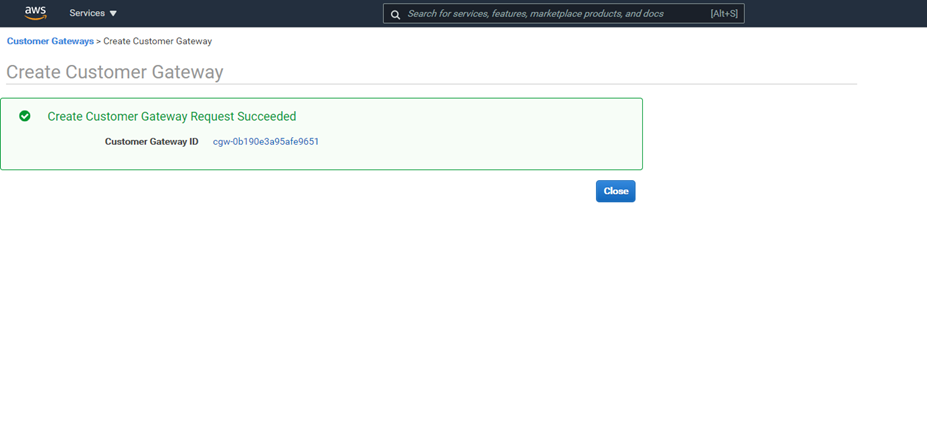 aws Services Search for services, features, marketplace products, and docs [Alt+S]
Customer Gateways > Create Customer Gateway
Create Customer Gateway
Create Customer Gateway Request Succeeded
Customer Gateway ID cgw-0b190e3a95afe9651
Close